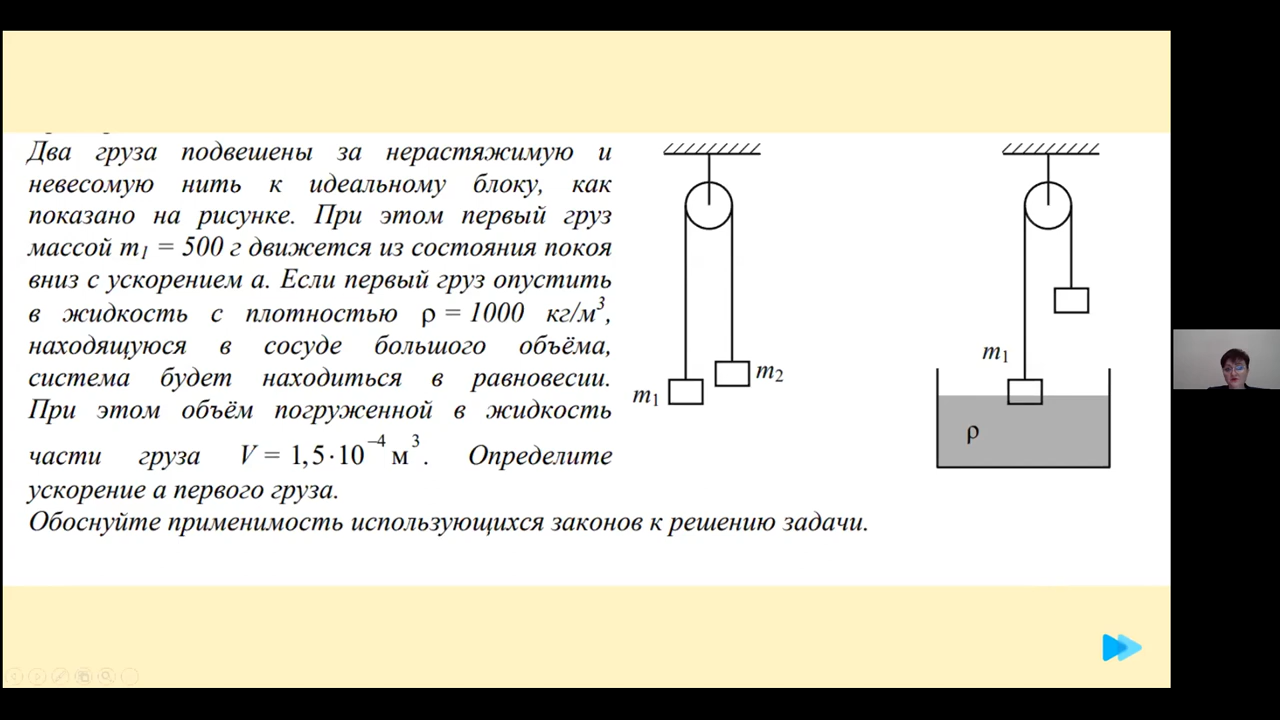 Два груза подвешены за нерастяжимую и
невесомую нить к идеальному блоку, как
показано на рисунке. При этом первый груз
массой m₁ = 500 г движется из состояния покоя
вниз с ускорением а. Если первый груз опустить
в жидкость с плотностью ρ = 1000 кг/м³,
находящуюся в сосуде большого объёма,
система будет находиться в равновесии.
При этом объём погруженной в жидкость
части груза V = 1,5·10⁻⁴ м³. Определите
ускорение а первого груза.
Обоснуйте применимость использующихся законов к решению задачи.
m₁
m₂
m₁
ρ